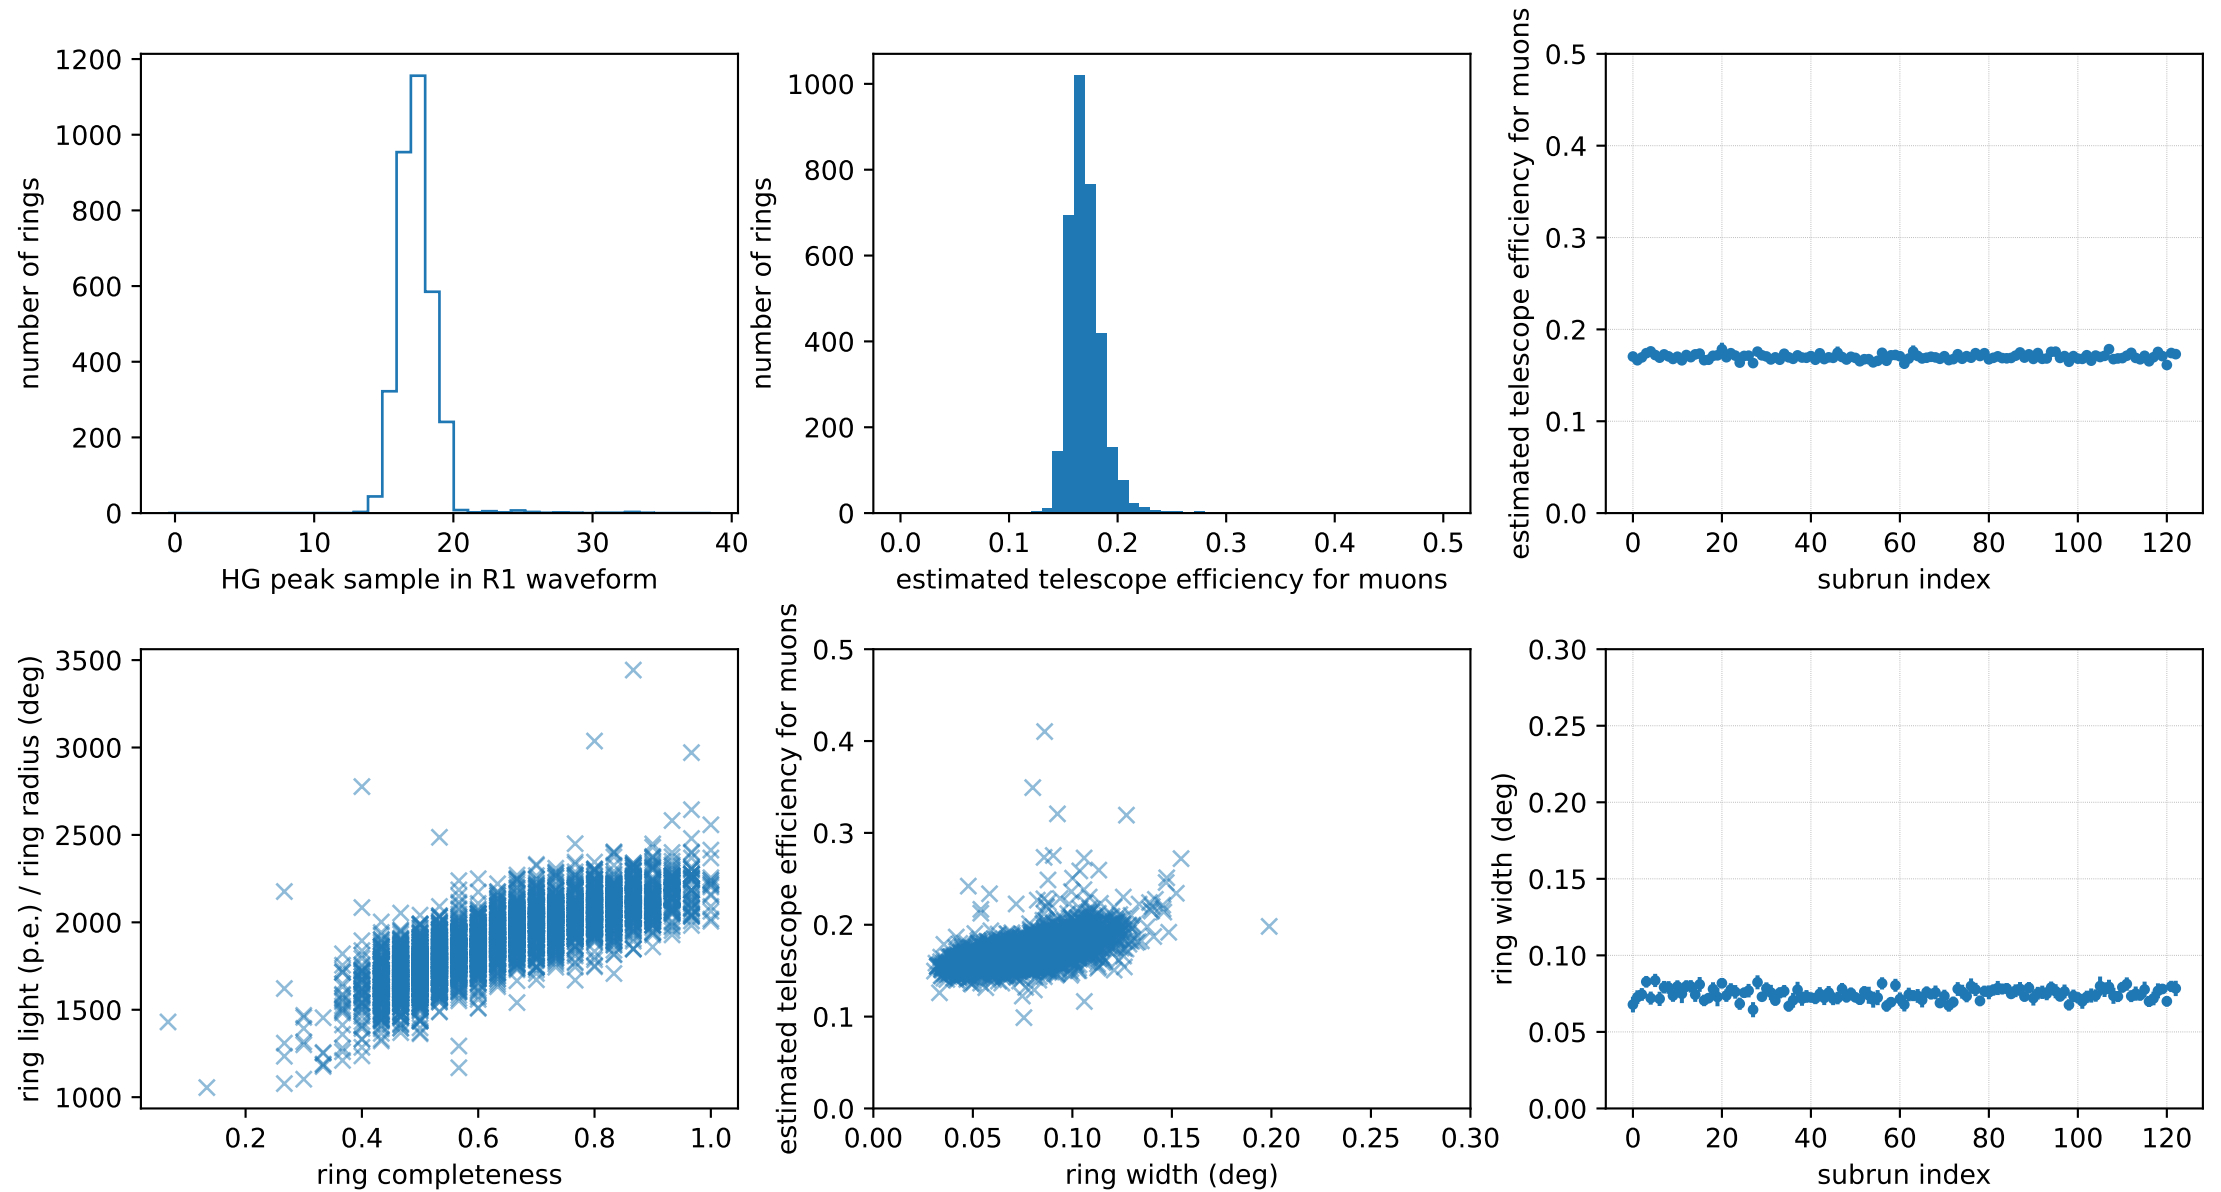 number of rings
1200
1000
800
600
400
200
0
0 10 20 30 40
HG peak sample in R1 waveform
number of rings
1000
800
600
400
200
0
0.0 0.1 0.2 0.3 0.4 0.5
estimated telescope efficiency for muons
estimated telescope efficiency for muons
0.5
0.4
0.3
0.2
0.1
0.0
0 20 40 60 80 100 120
subrun index
ring light (p.e.) / ring radius (deg)
3500
3000
2500
2000
1500
1000
0.2 0.4 0.6 0.8 1.0
ring completeness
estimated telescope efficiency for muons
0.5
0.4
0.3
0.2
0.1
0.0
0.00 0.05 0.10 0.15 0.20 0.25 0.30
ring width (deg)
ring width (deg)
0.30
0.25
0.20
0.15
0.10
0.05
0.00
0 20 40 60 80 100 120
subrun index